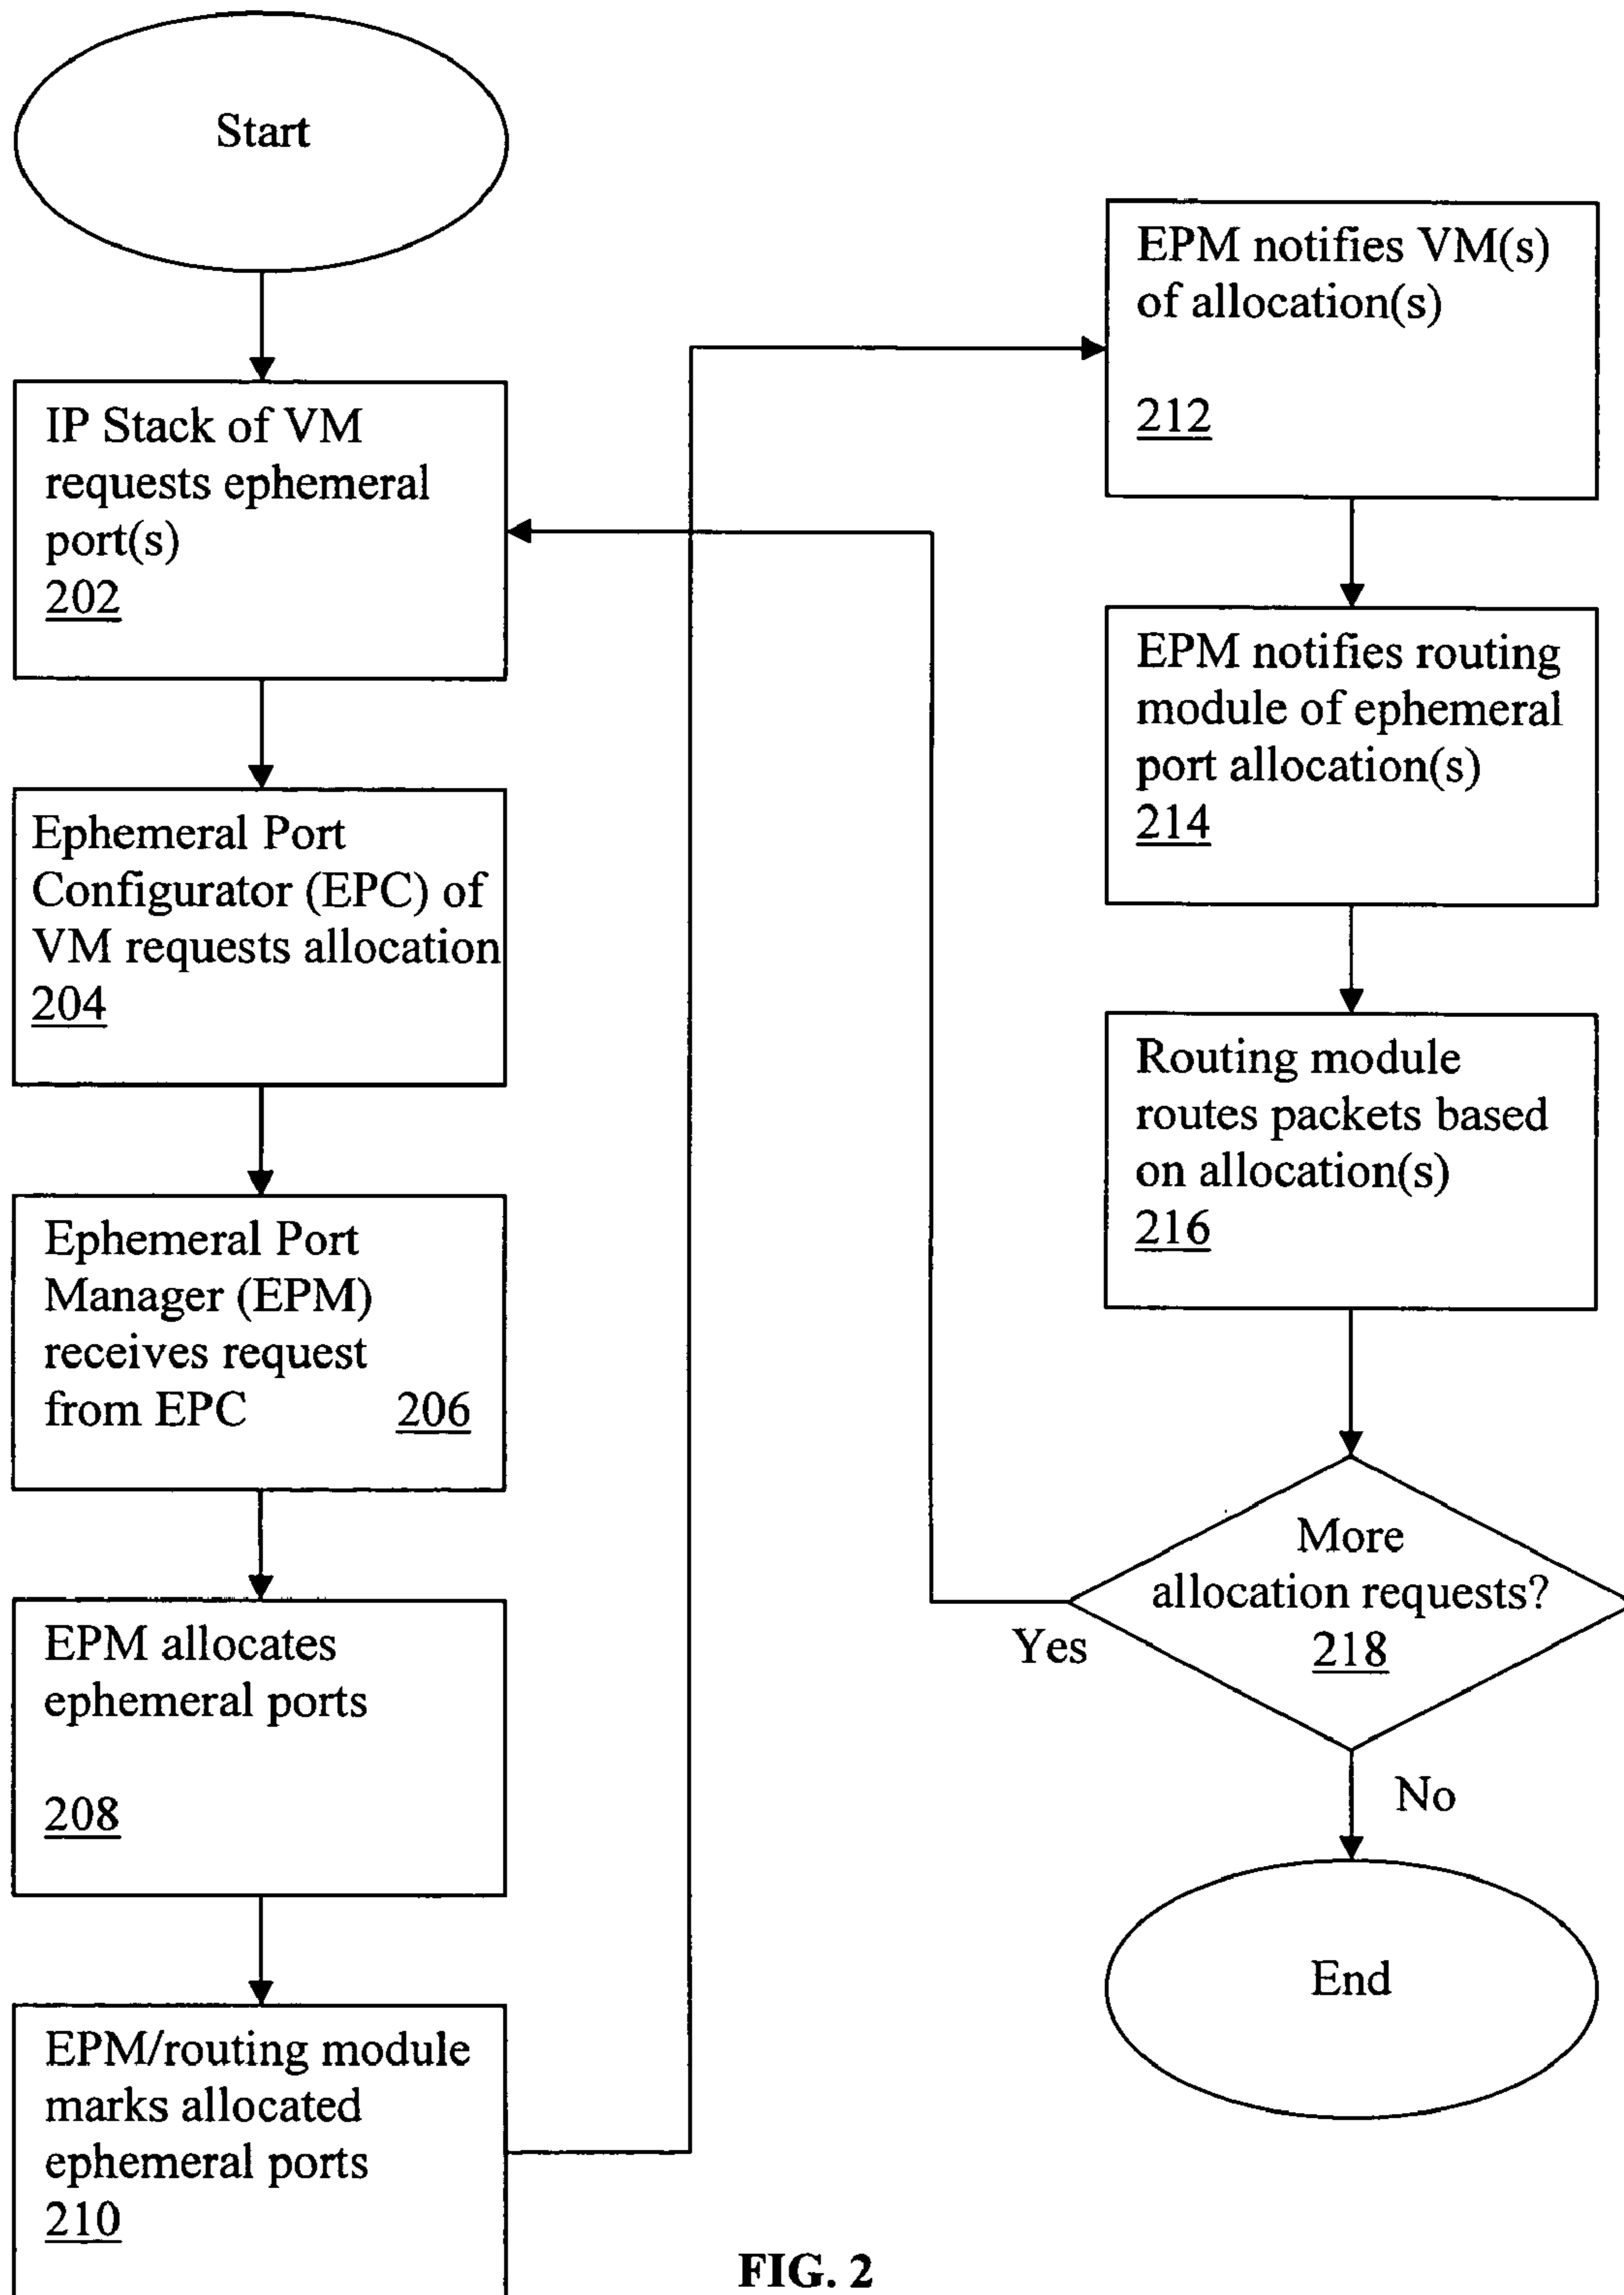 Start
IP Stack of VM
requests ephemeral
port(s)
202
Ephemeral Port
Configurator (EPC) of
VM requests allocation
204
Ephemeral Port
Manager (EPM)
receives request
from EPC 206
EPM allocates
ephemeral ports
208
EPM/routing module
marks allocated
ephemeral ports
210
EPM notifies VM(s)
of allocation(s)
212
EPM notifies routing
module of ephemeral
port allocation(s)
214
Routing module
routes packets based
on allocation(s)
216
More
allocation requests?
218
Yes
No
End
FIG. 2